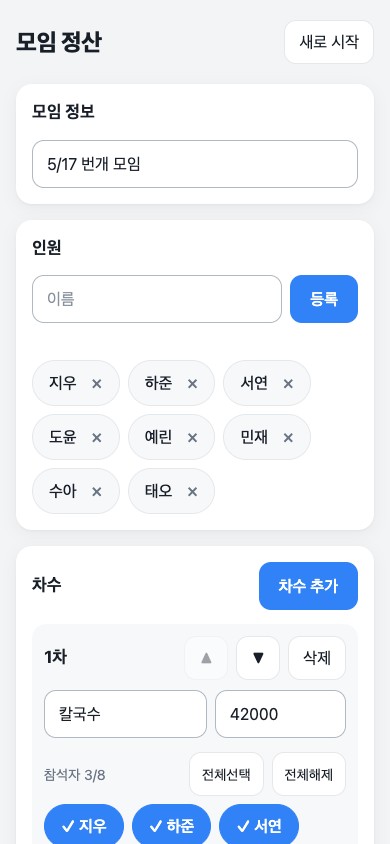 모임 정산
새로 시작
모임 정보
5/17 번개 모임
인원
이름
등록
지우 ×
하준 ×
서연 ×
도윤 ×
예린 ×
민재 ×
수아 ×
태오 ×
차수
차수 추가
1차
▲
▼
삭제
칼국수
42000
참석자 3/8
전체선택
전체해제
✓ 지우
✓ 하준
✓ 서연